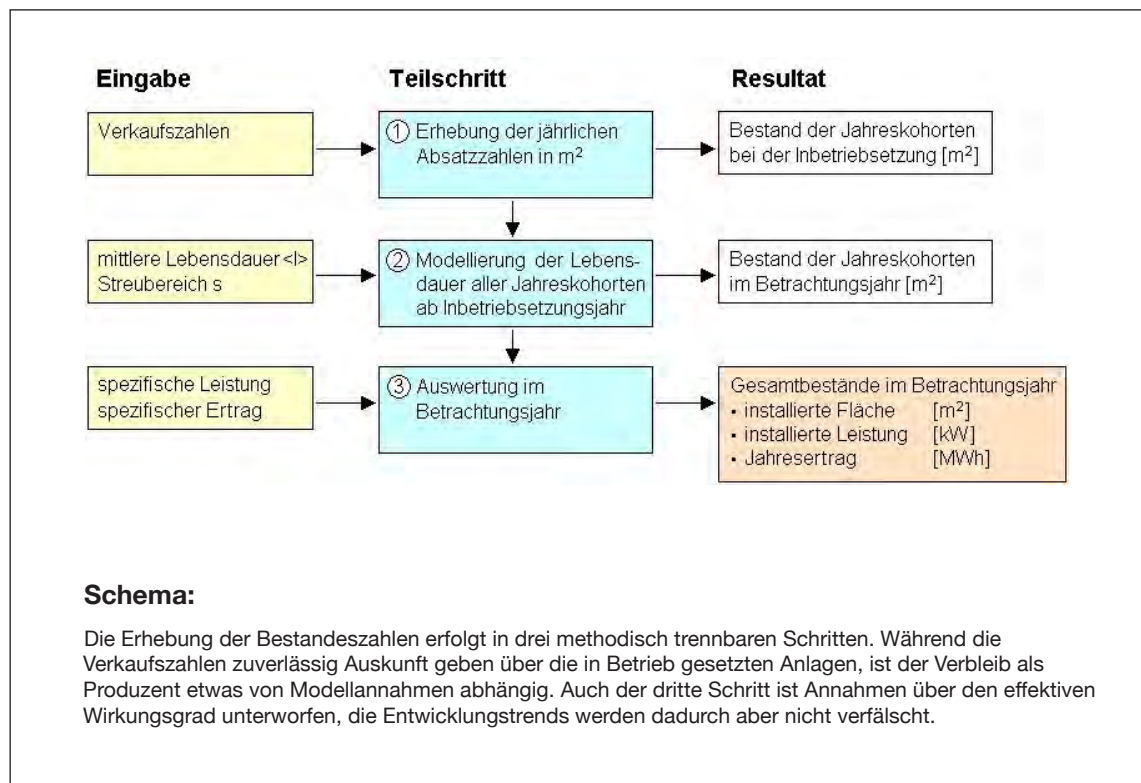 Eingabe
Teilschritt
Resultat
Verkaufszahlen
① Erhebung der jährlichen
Absatzzahlen in m²
Bestand der Jahreskohorten
bei der Inbetriebsetzung [m²]
mittlere Lebensdauer <l>
Streubereich s
② Modellierung der Lebens-
dauer aller Jahreskohorten
ab Inbetriebsetzungsjahr
Bestand der Jahreskohorten
im Betrachtungsjahr [m²]
spezifische Leistung
spezifischer Ertrag
③ Auswertung im
Betrachtungsjahr
Gesamtbestände im Betrachtungsjahr
• installierte Fläche [m²]
• installierte Leistung [kW]
• Jahresertrag [MWh]
Schema:
Die Erhebung der Bestandeszahlen erfolgt in drei methodisch trennbaren Schritten. Während die
Verkaufszahlen zuverlässig Auskunft geben über die in Betrieb gesetzten Anlagen, ist der Verbleib als
Produzent etwas von Modellannahmen abhängig. Auch der dritte Schritt ist Annahmen über den effektiven
Wirkungsgrad unterworfen, die Entwicklungstrends werden dadurch aber nicht verfälscht.